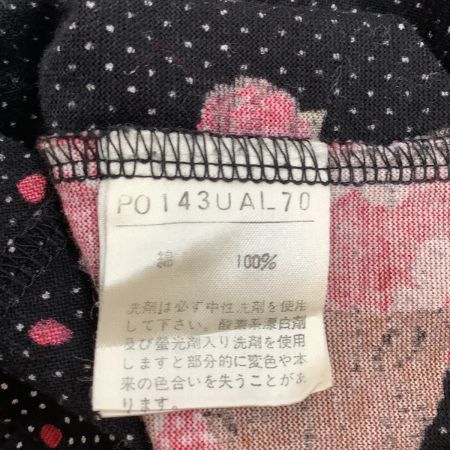 PO143UAL70
綿 100%
洗剤は必ず中性洗剤を使用
して下さい。酸素系漂白剤
及び螢光剤入り洗剤を使用
しますと部分的に変色や本
来の色合いを失うことがあ
ります。